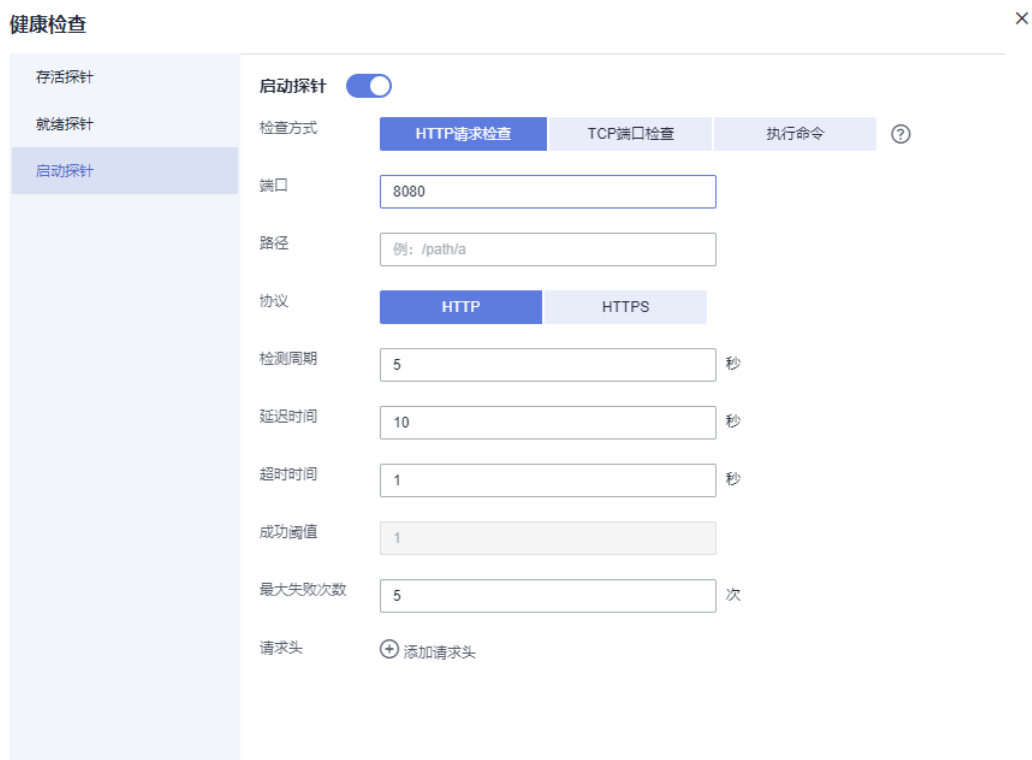 健康检查
存活探针
就绪探针
启动探针
启动探针
检查方式 HTTP请求检查 TCP端口检查 执行命令 ?
端口 8080
路径 例：/path/a
协议 HTTP HTTPS
检测周期 5 秒
延迟时间 10 秒
超时时间 1 秒
成功阈值 1
最大失败次数 5 次
请求头 添加请求头